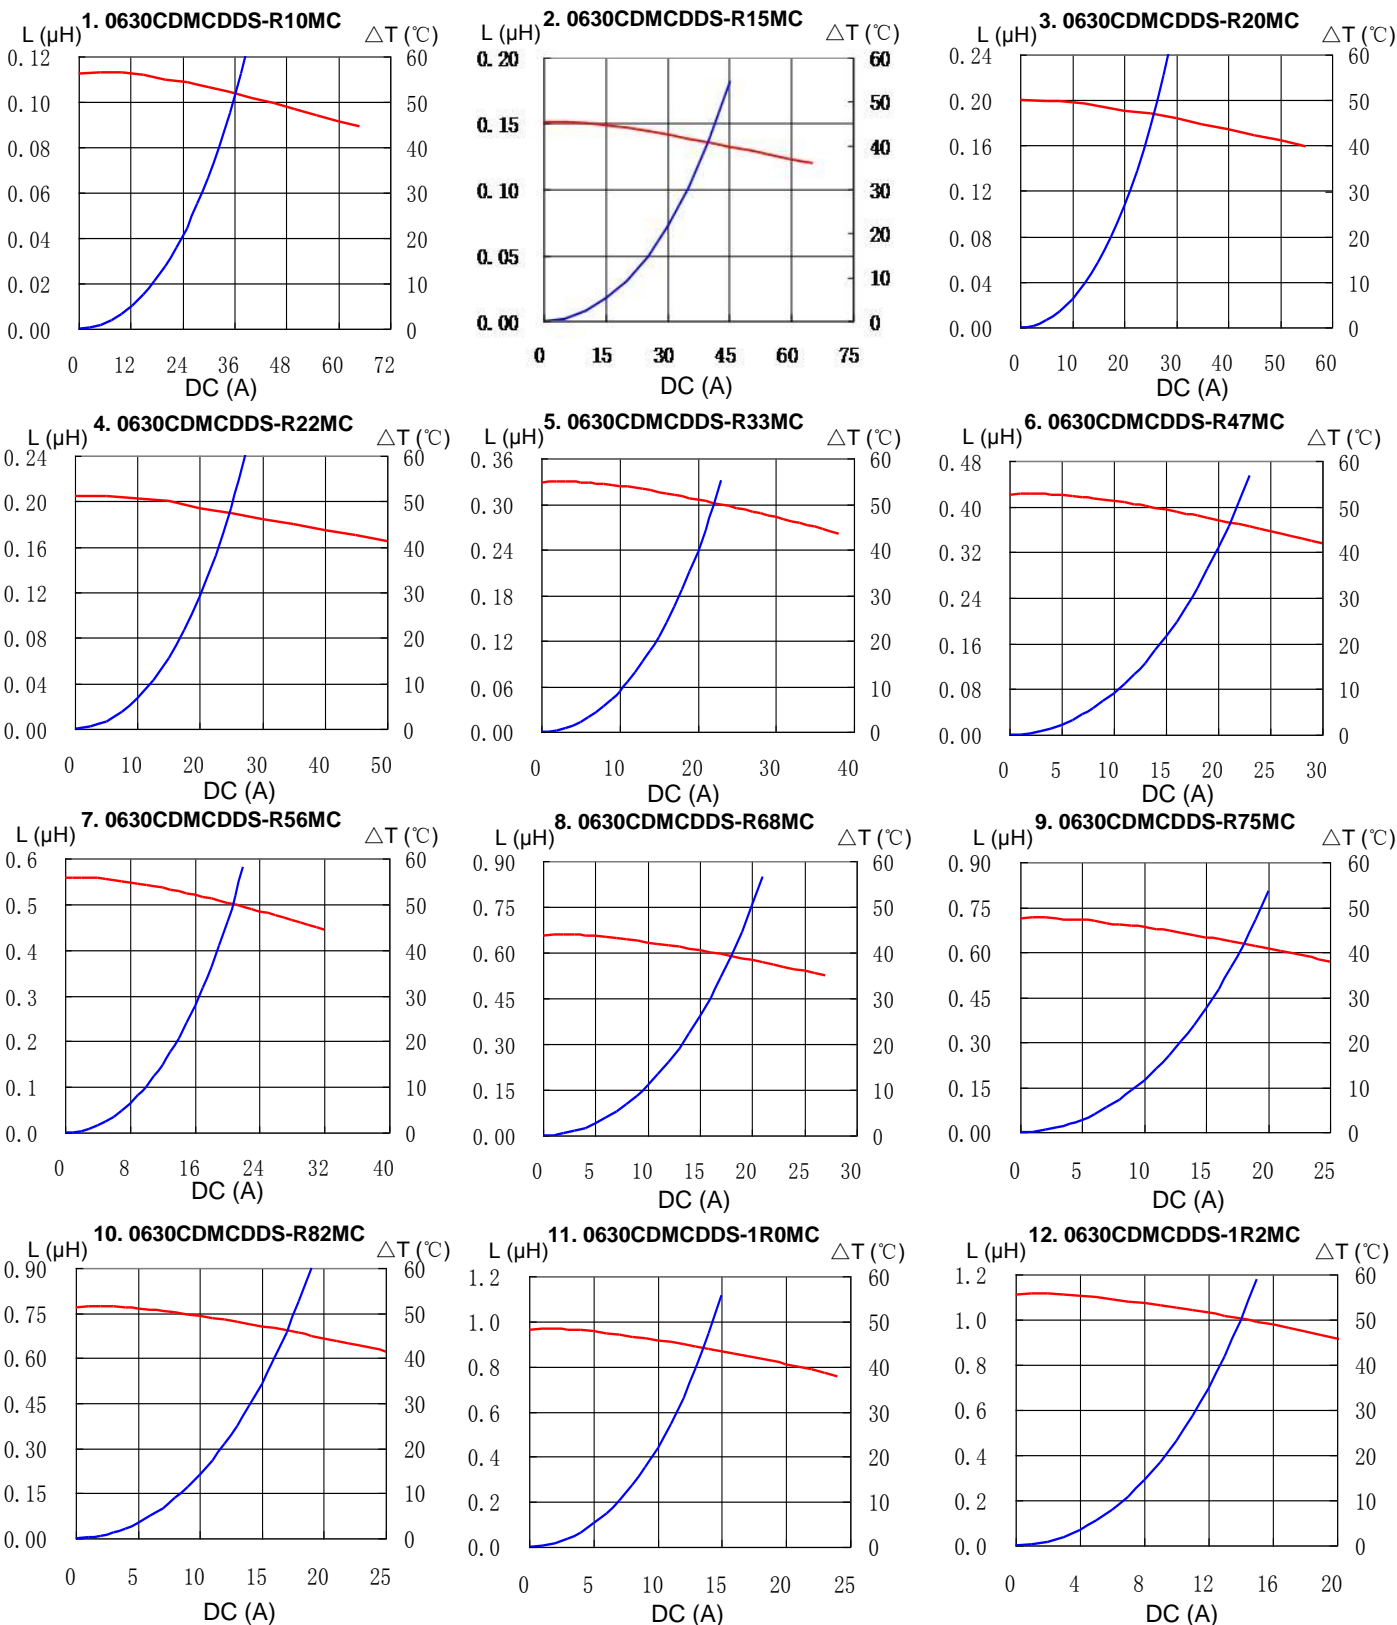 1. 0630CDMCDDS-R10MC
L (μH)
△T (℃)
0.12
0.10
0.08
0.06
0.04
0.02
0.00
60
50
40
30
20
10
0
0 12 24 36 48 60 72
DC (A)
2. 0630CDMCDDS-R15MC
L (μH)
△T (℃)
0.20
0.15
0.10
0.05
0.00
60
50
40
30
20
10
0
0 15 30 45 60 75
DC (A)
3. 0630CDMCDDS-R20MC
L (μH)
△T (℃)
0.24
0.20
0.16
0.12
0.08
0.04
0.00
60
50
40
30
20
10
0
0 10 20 30 40 50 60
DC (A)
4. 0630CDMCDDS-R22MC
L (μH)
△T (℃)
0.24
0.20
0.16
0.12
0.08
0.04
0.00
60
50
40
30
20
10
0
0 10 20 30 40 50
DC (A)
5. 0630CDMCDDS-R33MC
L (μH)
△T (℃)
0.36
0.30
0.24
0.18
0.12
0.06
0.00
60
50
40
30
20
10
0
0 10 20 30 40
DC (A)
6. 0630CDMCDDS-R47MC
L (μH)
△T (℃)
0.48
0.40
0.32
0.24
0.16
0.08
0.00
60
50
40
30
20
10
0
0 5 10 15 20 25 30
DC (A)
7. 0630CDMCDDS-R56MC
L (μH)
△T (℃)
0.6
0.5
0.4
0.3
0.2
0.1
0.0
60
50
40
30
20
10
0
0 8 16 24 32 40
DC (A)
8. 0630CDMCDDS-R68MC
L (μH)
△T (℃)
0.90
0.75
0.60
0.45
0.30
0.15
0.00
60
50
40
30
20
10
0
0 5 10 15 20 25 30
DC (A)
9. 0630CDMCDDS-R75MC
L (μH)
△T (℃)
0.90
0.75
0.60
0.45
0.30
0.15
0.00
60
50
40
30
20
10
0
0 5 10 15 20 25
DC (A)
10. 0630CDMCDDS-R82MC
L (μH)
△T (℃)
0.90
0.75
0.60
0.45
0.30
0.15
0.00
60
50
40
30
20
10
0
0 5 10 15 20 25
DC (A)
11. 0630CDMCDDS-1R0MC
L (μH)
△T (℃)
1.2
1.0
0.8
0.6
0.4
0.2
0.0
60
50
40
30
20
10
0
0 5 10 15 20 25
DC (A)
12. 0630CDMCDDS-1R2MC
L (μH)
△T (℃)
1.2
1.0
0.8
0.6
0.4
0.2
0.0
60
50
40
30
20
10
0
0 4 8 12 16 20
DC (A)